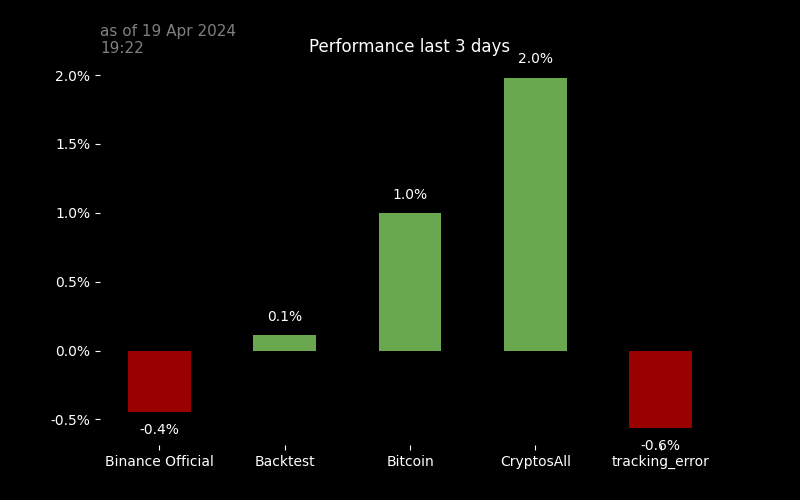 as of 19 Apr 2024
19:22
Performance last 3 days
2.0%
1.5%
1.0%
0.5%
0.0%
-0.5%
-0.4%
0.1%
1.0%
2.0%
-0.6%
Binance Official
Backtest
Bitcoin
CryptosAll
tracking_error